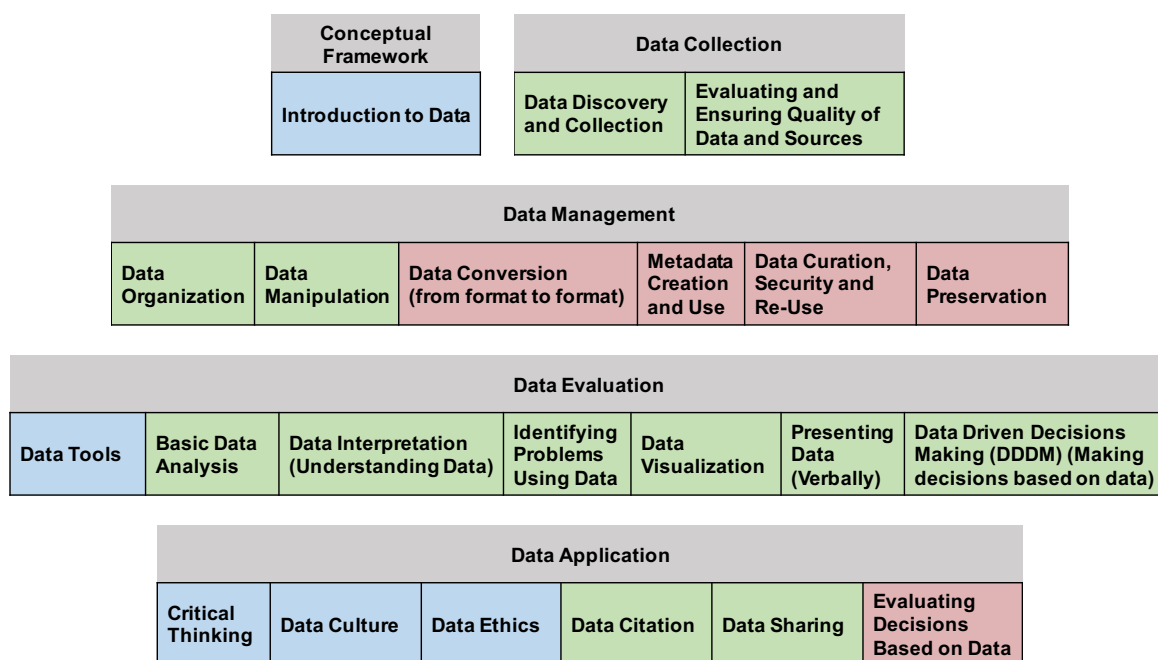 Conceptual
Framework
Introduction to Data
Data Collection
Data Discovery
and Collection
Evaluating and
Ensuring Quality of
Data and Sources
Data Management
Data
Organization
Data
Manipulation
Data Conversion
(from format to format)
Metadata
Creation
and Use
Data Curation,
Security and
Re-Use
Data
Preservation
Data Evaluation
Data Tools
Basic Data
Analysis
Data Interpretation
(Understanding Data)
Identifying
Problems
Using Data
Data
Visualization
Presenting
Data
(Verbally)
Data Driven Decisions
Making (DDDM) (Making
decisions based on data)
Data Application
Critical
Thinking
Data Culture
Data Ethics
Data Citation
Data Sharing
Evaluating
Decisions
Based on Data